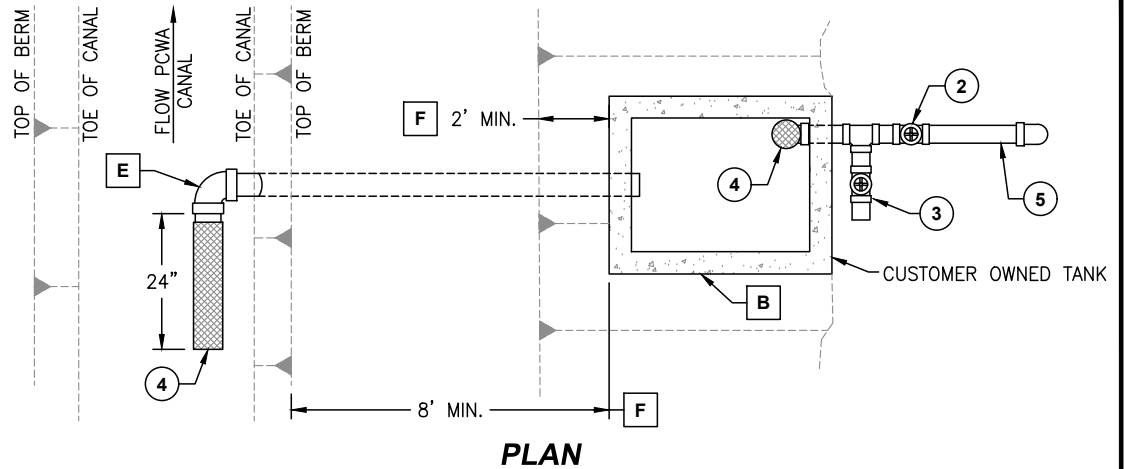 TOP OF BERM
TOE OF CANAL
FLOW PCWA
CANAL
TOE OF CANAL
TOP OF BERM
F 2' MIN.
2
E
4
3
5
24"
CUSTOMER OWNED TANK
B
4
8' MIN. F
PLAN